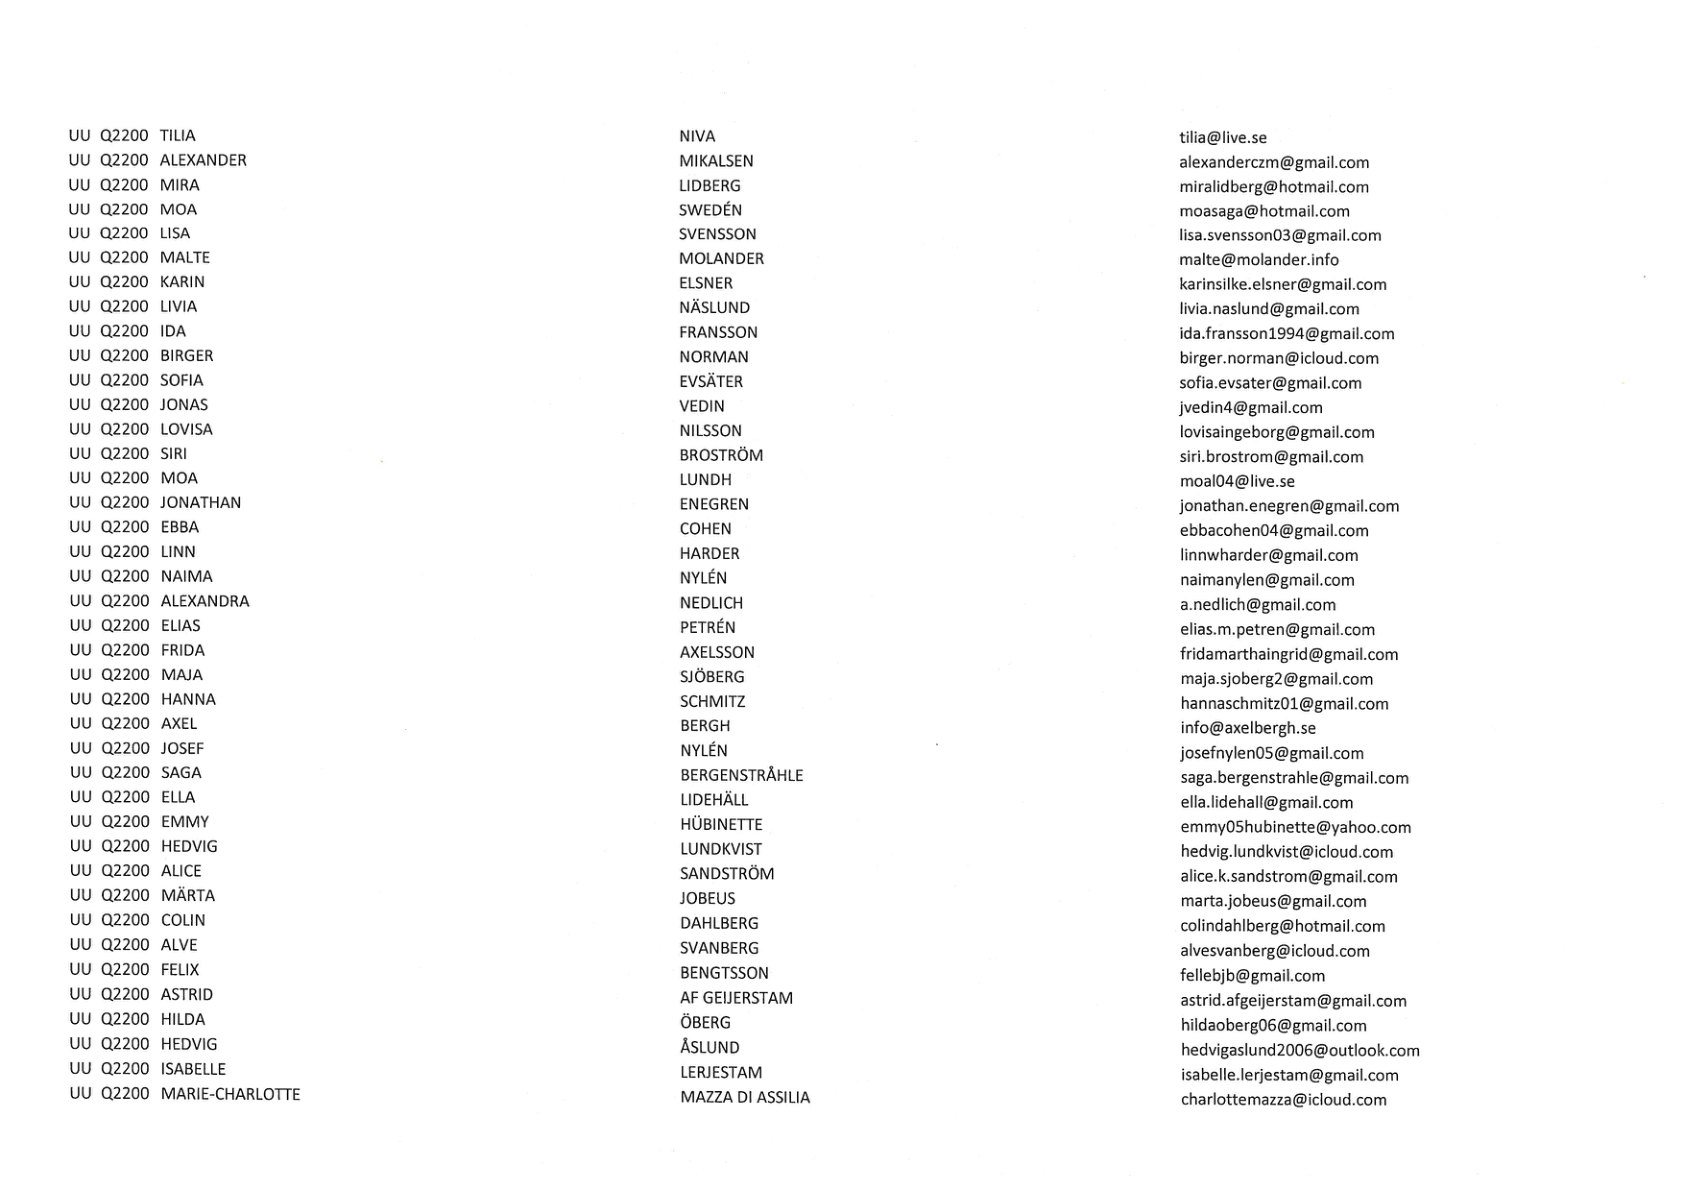 UU Q2200 TILIA NIVA tilia@live.se
UU Q2200 ALEXANDER MIKALSEN alexanderczm@gmail.com
UU Q2200 MIRA LIDBERG miralidberg@hotmail.com
UU Q2200 MOA SWEDÉN moasaga@hotmail.com
UU Q2200 LISA SVENSSON lisa.svensson03@gmail.com
UU Q2200 MALTE MOLANDER malte@molander.info
UU Q2200 KARIN ELSNER karinsilke.elsner@gmail.com
UU Q2200 LIVIA NÄSLUND livia.naslund@gmail.com
UU Q2200 IDA FRANSSON ida.fransson1994@gmail.com
UU Q2200 BIRGER NORMAN birger.norman@icloud.com
UU Q2200 SOFIA EVSÄTER sofia.evsater@gmail.com
UU Q2200 JONAS VEDIN jvedin4@gmail.com
UU Q2200 LOVISA NILSSON lovisaingeborg@gmail.com
UU Q2200 SIRI BROSTRÖM siri.brostrom@gmail.com
UU Q2200 MOA LUNDH moal04@live.se
UU Q2200 JONATHAN ENEGREN jonathan.enegren@gmail.com
UU Q2200 EBBA COHEN ebbacohen04@gmail.com
UU Q2200 LINN HARDER linnwharder@gmail.com
UU Q2200 NAIMA NYLÉN naimanylen@gmail.com
UU Q2200 ALEXANDRA NEDLICH a.nedlich@gmail.com
UU Q2200 ELIAS PETRÉN elias.m.petren@gmail.com
UU Q2200 FRIDA AXELSSON fridamarthaingrid@gmail.com
UU Q2200 MAJA SJÖBERG maja.sjoberg2@gmail.com
UU Q2200 HANNA SCHMITZ hannaschmitz01@gmail.com
UU Q2200 AXEL BERGH info@axelbergh.se
UU Q2200 JOSEF NYLÉN josefnylen05@gmail.com
UU Q2200 SAGA BERGENSTRÅHLE saga.bergenstrahle@gmail.com
UU Q2200 ELLA LIDEHÄLL ella.lidehall@gmail.com
UU Q2200 EMMY HÜBINETTE emmy05hubinette@yahoo.com
UU Q2200 HEDVIG LUNDKVIST hedvig.lundkvist@icloud.com
UU Q2200 ALICE SANDSTRÖM alice.k.sandstrom@gmail.com
UU Q2200 MÄRTA JOBEUS marta.jobeus@gmail.com
UU Q2200 COLIN DAHLBERG colindahlberg@hotmail.com
UU Q2200 ALVE SVANBERG alvesvanberg@icloud.com
UU Q2200 FELIX BENGTSSON fellebjb@gmail.com
UU Q2200 ASTRID AF GEIJERSTAM astrid.afgeijerstam@gmail.com
UU Q2200 HILDA ÖBERG hildaoberg06@gmail.com
UU Q2200 HEDVIG ÅSLUND hedvigaslund2006@outlook.com
UU Q2200 ISABELLE LERJESTAM isabelle.lerjestam@gmail.com
UU Q2200 MARIE-CHARLOTTE MAZZA DI ASSILIA charlottemazza@icloud.com